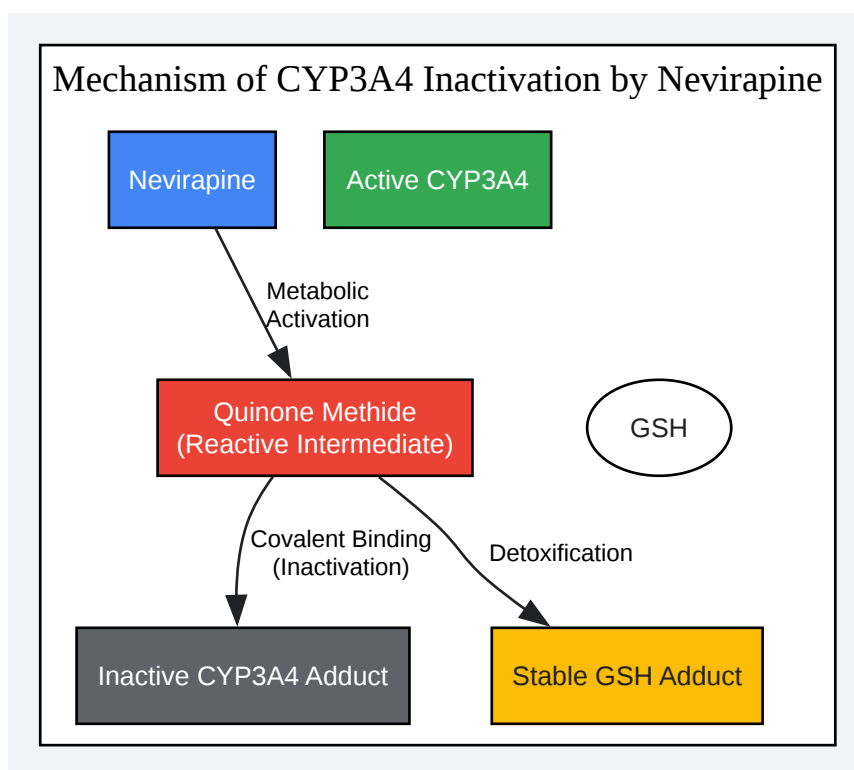 Mechanism of CYP3A4 Inactivation by Nevirapine
Nevirapine
Active CYP3A4
Metabolic
Activation
Quinone Methide
(Reactive Intermediate)
GSH
Covalent Binding
(Inactivation)
Detoxification
Inactive CYP3A4 Adduct
Stable GSH Adduct